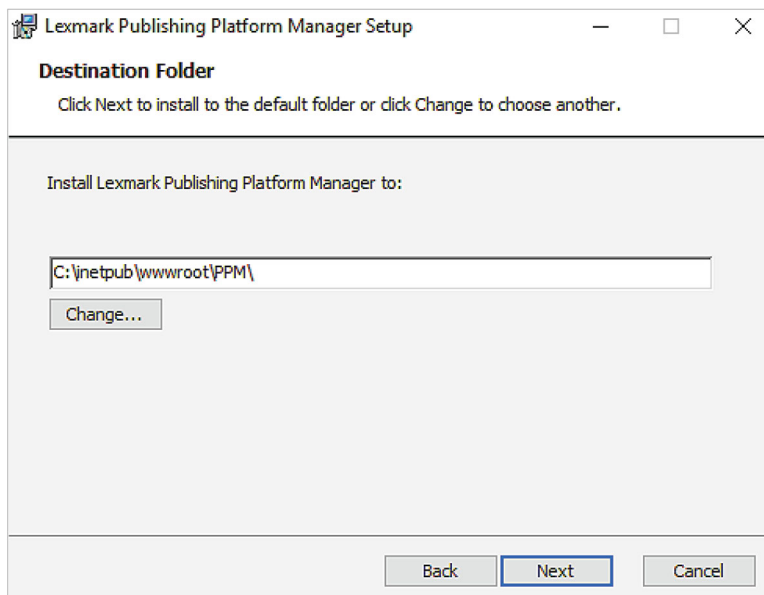 Lexmark Publishing Platform Manager Setup
Destination Folder
Click Next to install to the default folder or click Change to choose another.
Install Lexmark Publishing Platform Manager to:
C:\inetpub\wwwroot\PPM\
Change...
Back Next Cancel